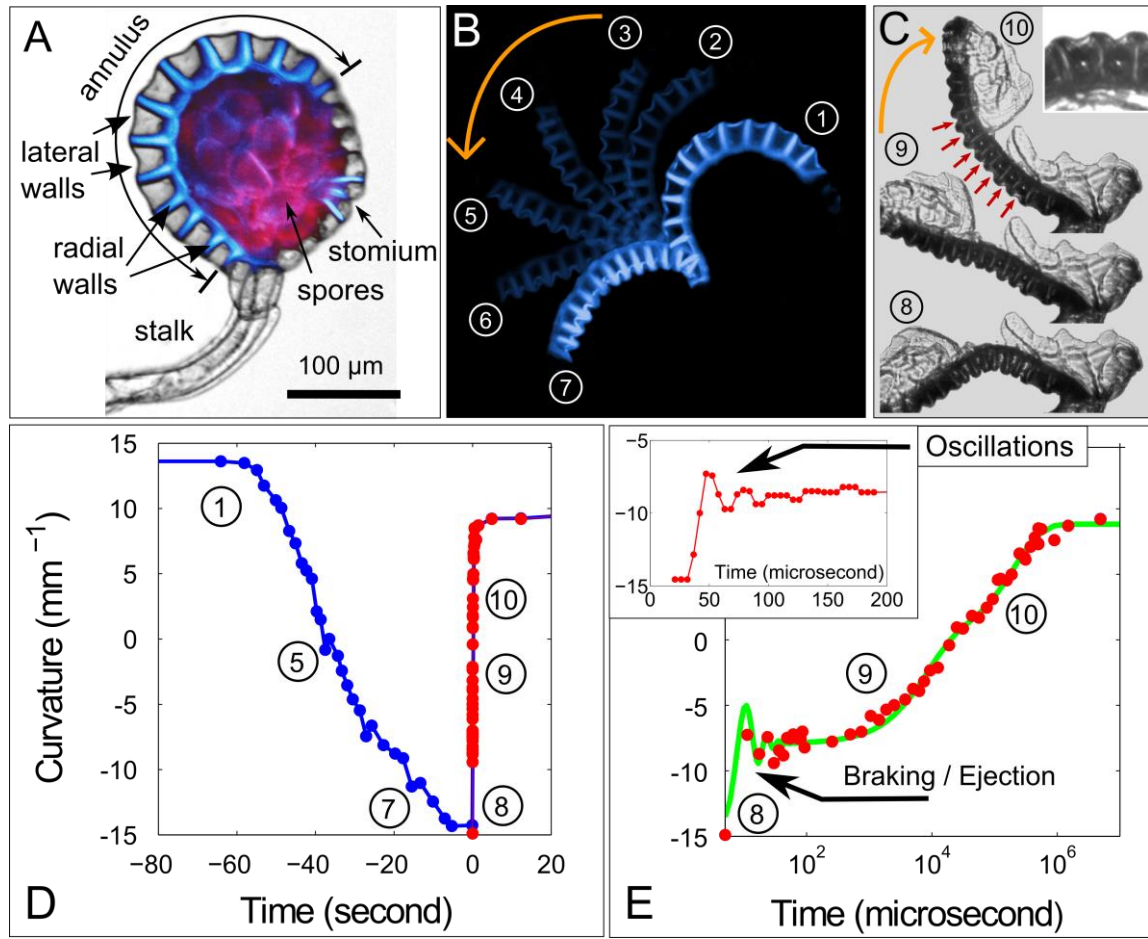 A
annulus
lateral
walls
radial
walls
stomium
spores
stalk
100 µm
B
1
2
3
4
5
6
7
C
10
9
8
D
Curvature (mm⁻¹)
15
10
5
0
−5
−10
−15
1
5
7
10
9
8
−80 −60 −40 −20 0 20
Time (second)
E
Oscillations
−5
−10
−15
Time (microsecond)
0 50 100 150 200
0
-5
-10
-15
10
9
Braking / Ejection
8
10² 10⁴ 10⁶
Time (microsecond)